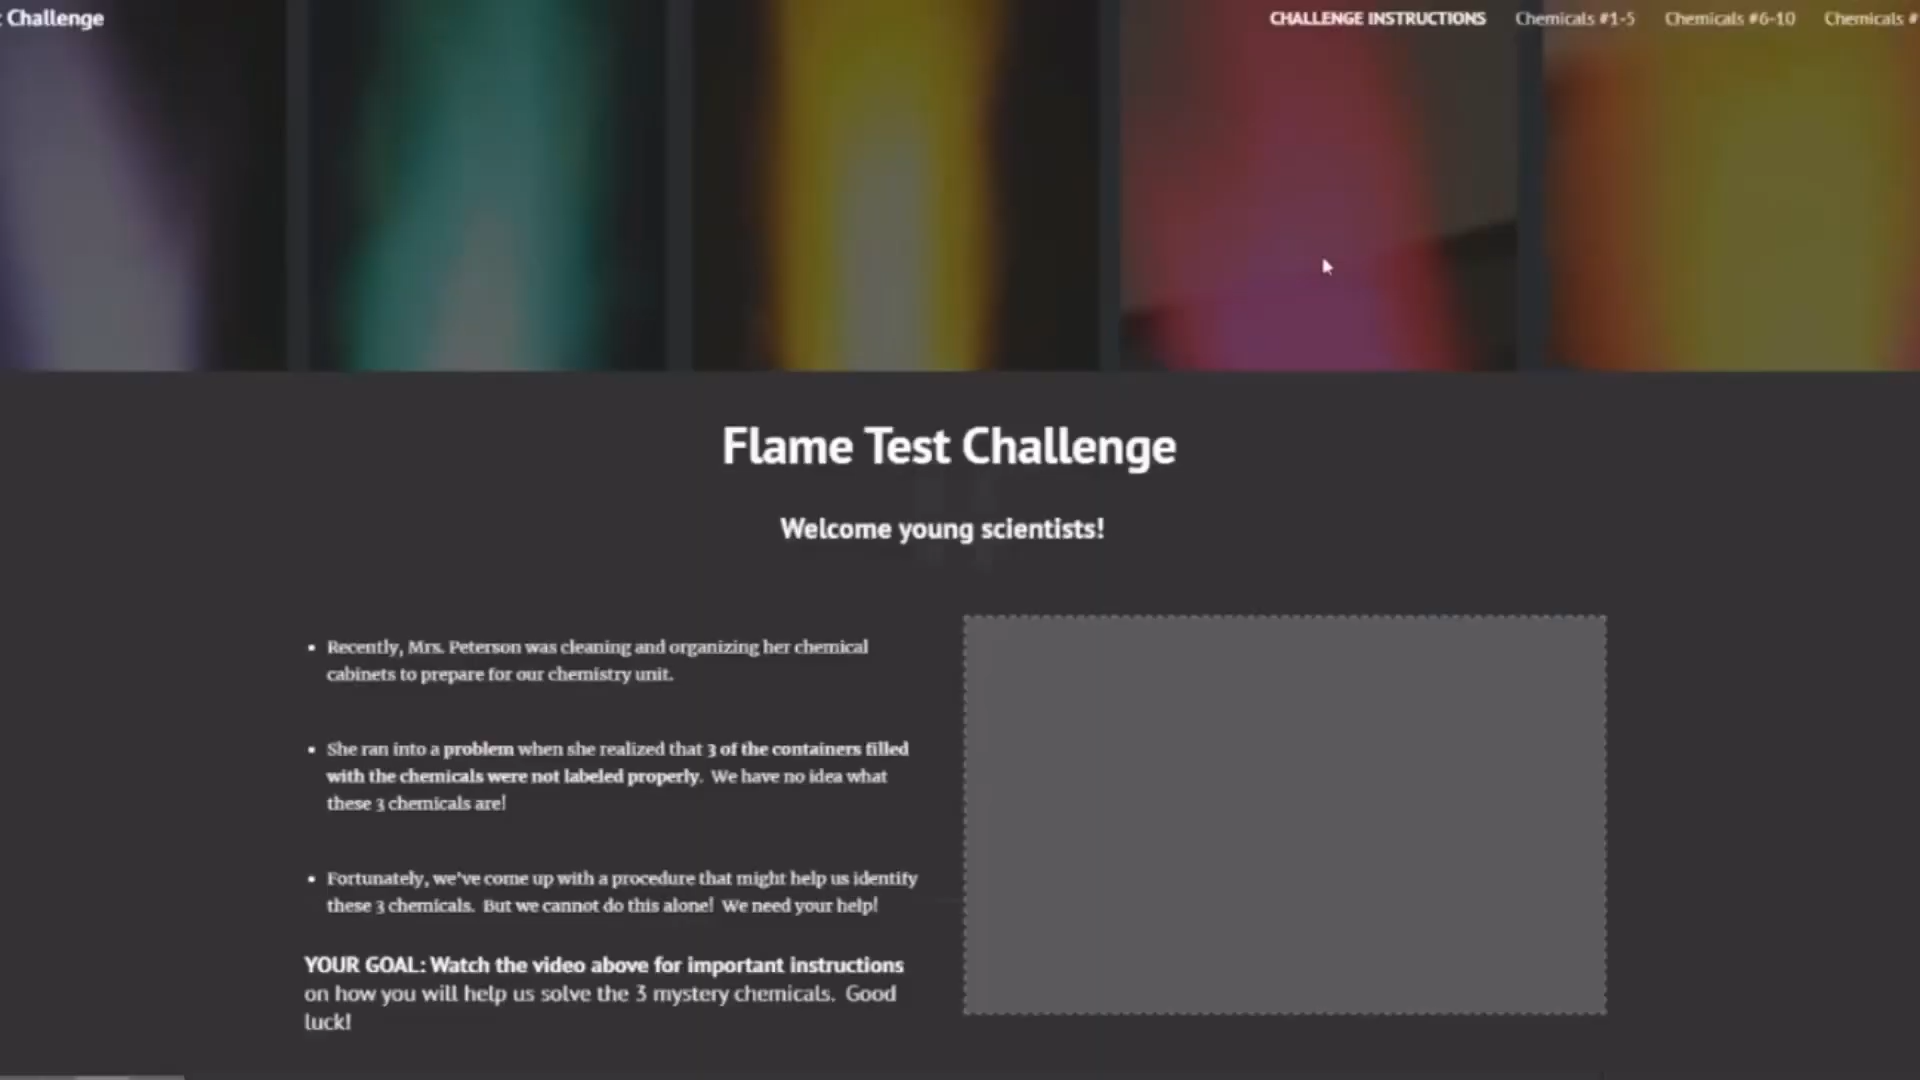 Challenge
CHALLENGE INSTRUCTIONS Chemicals #1-5 Chemicals #6-10 Chemicals #
Flame Test Challenge
Welcome young scientists!
• Recently, Mrs. Peterson was cleaning and organizing her chemical
cabinets to prepare for our chemistry unit.
• She ran into a problem when she realized that 3 of the containers filled
with the chemicals were not labeled properly. We have no idea what
these 3 chemicals are!
• Fortunately, we've come up with a procedure that might help us identify
these 3 chemicals. But we cannot do this alone! We need your help!
YOUR GOAL: Watch the video above for important instructions
on how you will help us solve the 3 mystery chemicals. Good
luck!